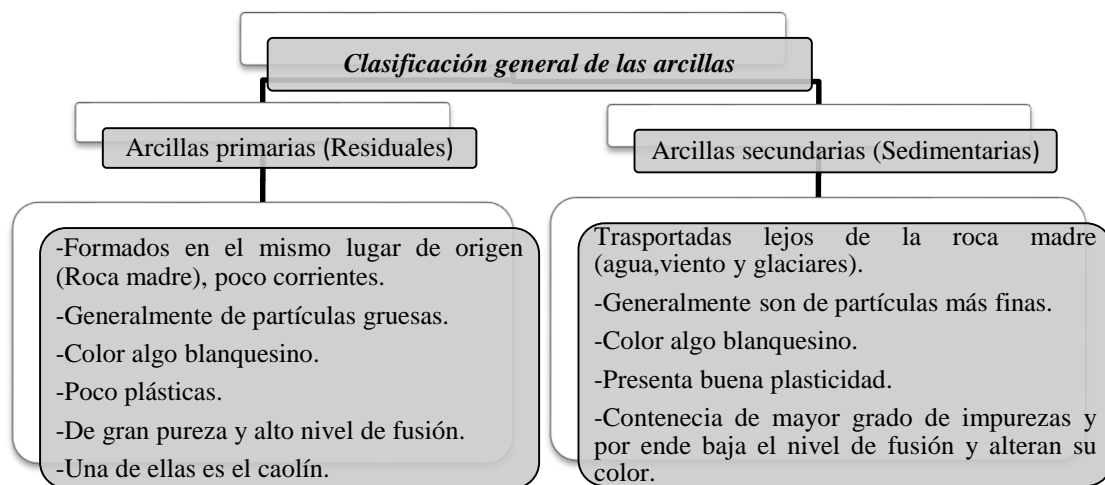 Clasificación general de las arcillas
Arcillas primarias (Residuales)
-Formados en el mismo lugar de origen
(Roca madre), poco corrientes.
-Generalmente de partículas gruesas.
-Color algo blanquesino.
-Poco plásticas.
-De gran pureza y alto nivel de fusión.
-Una de ellas es el caolín.
Arcillas secundarias (Sedimentarias)
Trasportadas lejos de la roca madre
(agua,viento y glaciares).
-Generalmente son de partículas más finas.
-Color algo blanquesino.
-Presenta buena plasticidad.
-Contenecia de mayor grado de impurezas y
por ende baja el nivel de fusión y alteran su
color.